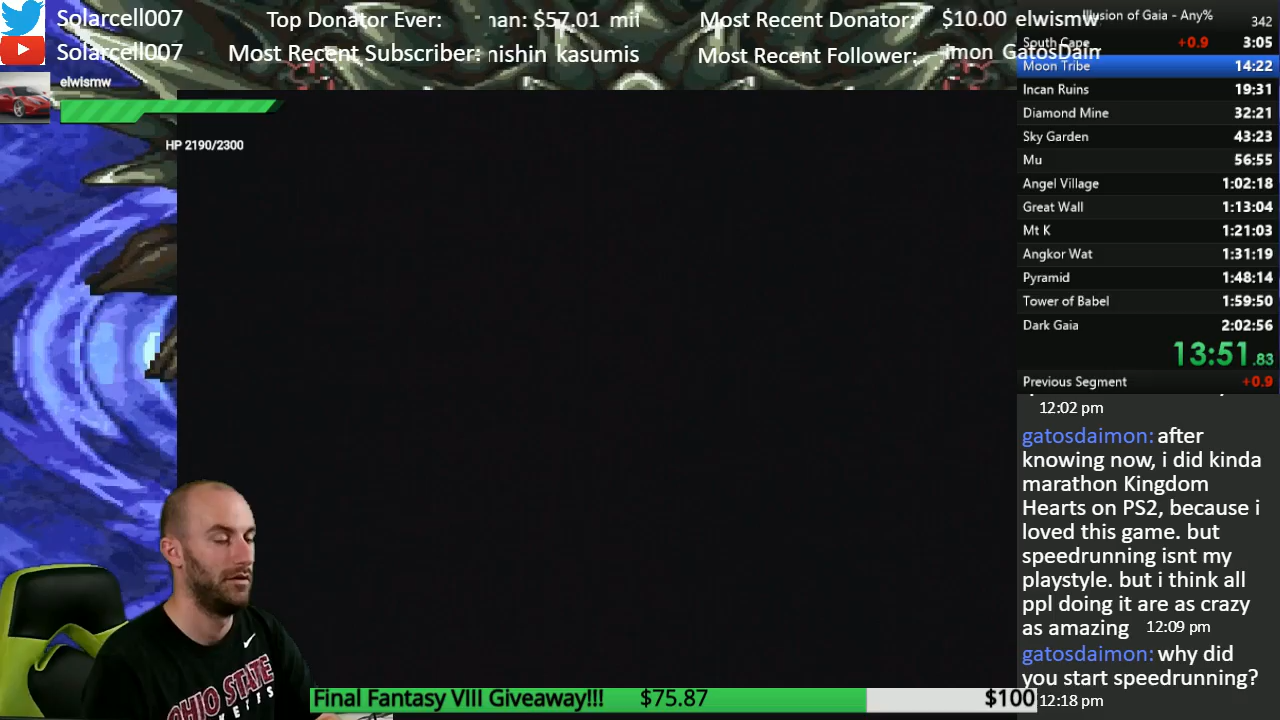 Solarcell007
Top Donator Ever: nan: $57.01 mil
Most Recent Donator: $10.00 elwismw
Illusion of Gaia - Any%
342
Solarcell007
Most Recent Subscriber: nishin kasumis
Most Recent Follower: imon GatosDaim
South Cape +0.9 3:05
elwismw
Moon Tribe 14:22
Incan Ruins 19:31
Diamond Mine 32:21
HP 2190/2300
Sky Garden 43:23
Mu 56:55
Angel Village 1:02:18
Great Wall 1:13:04
Mt K 1:21:03
Angkor Wat 1:31:19
Pyramid 1:48:14
Tower of Babel 1:59:50
Dark Gaia 2:02:56
13:51.83
Previous Segment +0.9
12:02 pm
gatosdaimon: after
knowing now, i did kinda
marathon Kingdom
Hearts on PS2, because i
loved this game. but
speedrunning isnt my
playstyle. but i think all
ppl doing it are as crazy
as amazing 12:09 pm
gatosdaimon: why did
you start speedrunning?
12:18 pm
OHIO STATE
Final Fantasy VIII Giveaway!!! $75.87 $100